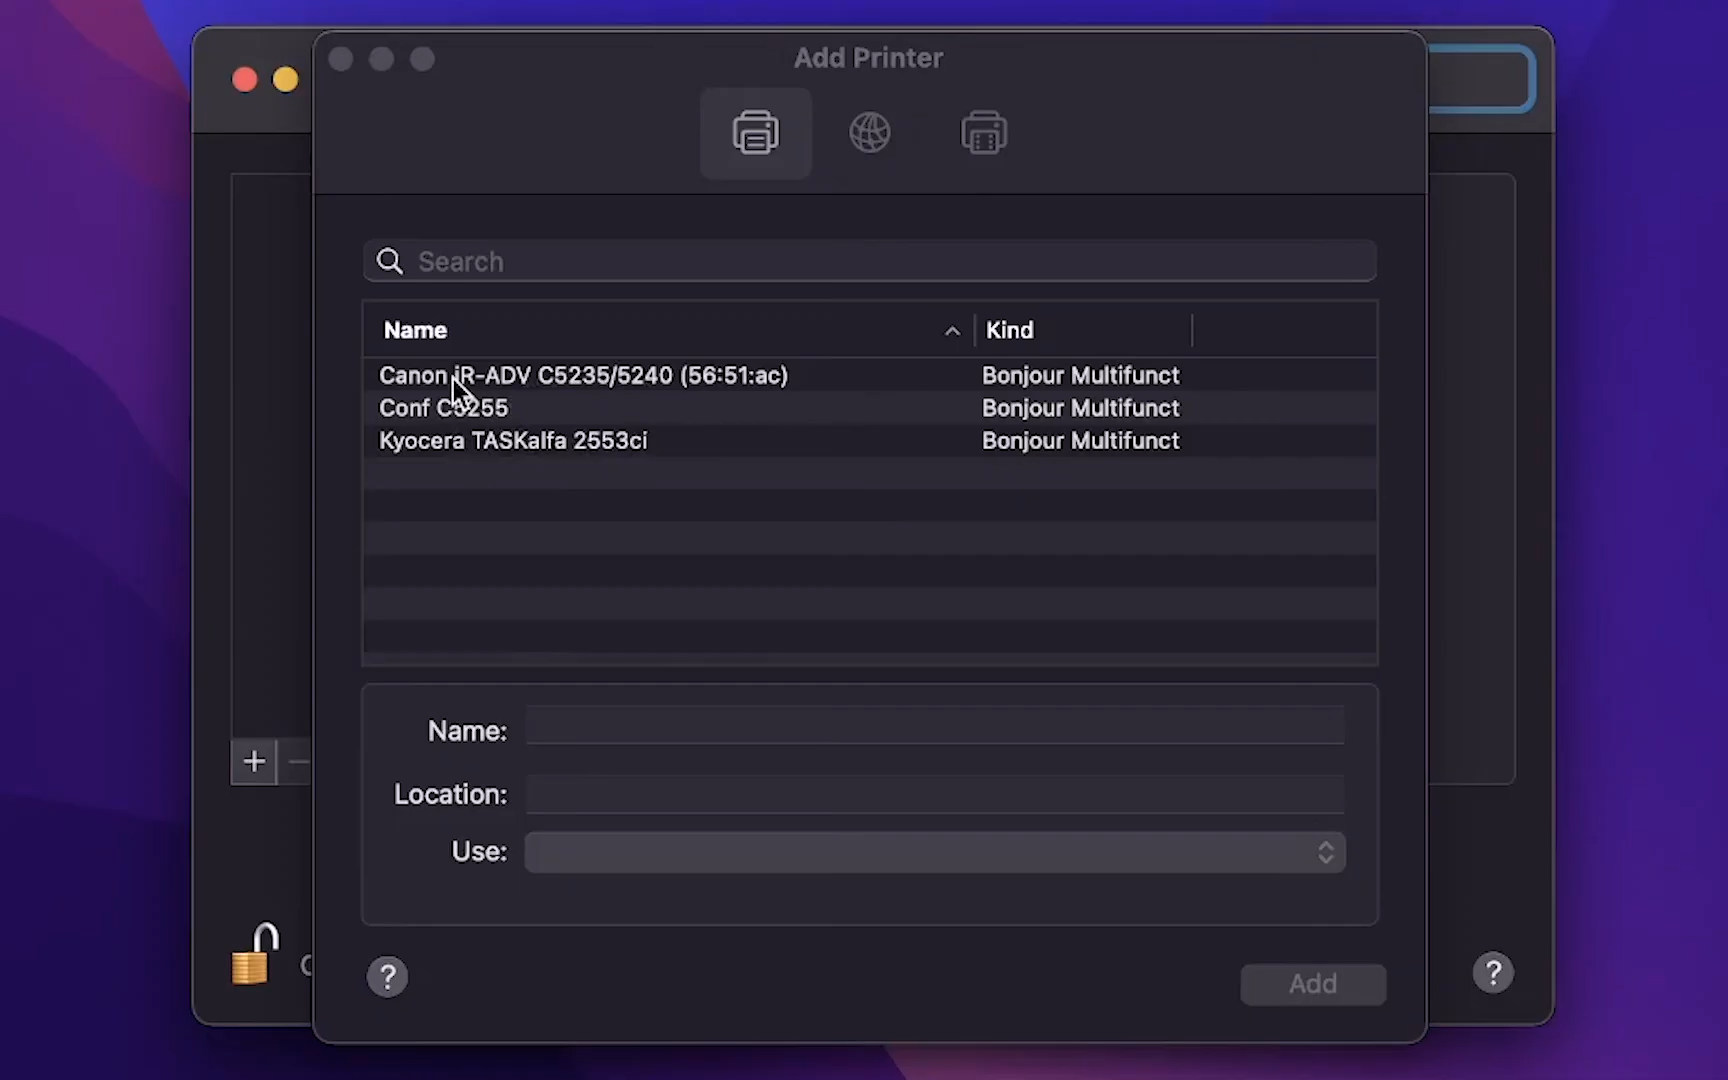 Add Printer
Search
Name Kind
Canon iR-ADV C5235/5240 (56:51:ac) Bonjour Multifunct
Conf C5255 Bonjour Multifunct
Kyocera TASKalfa 2553ci Bonjour Multifunct
Name:
Location:
Use:
Add